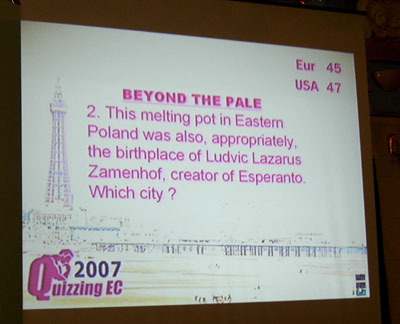 Eur 45
USA 47
BEYOND THE PALE
2. This melting pot in Eastern
Poland was also, appropriately,
the birthplace of Ludvic Lazarus
Zamenhof, creator of Esperanto.
Which city ?
2007
Quizzing EC